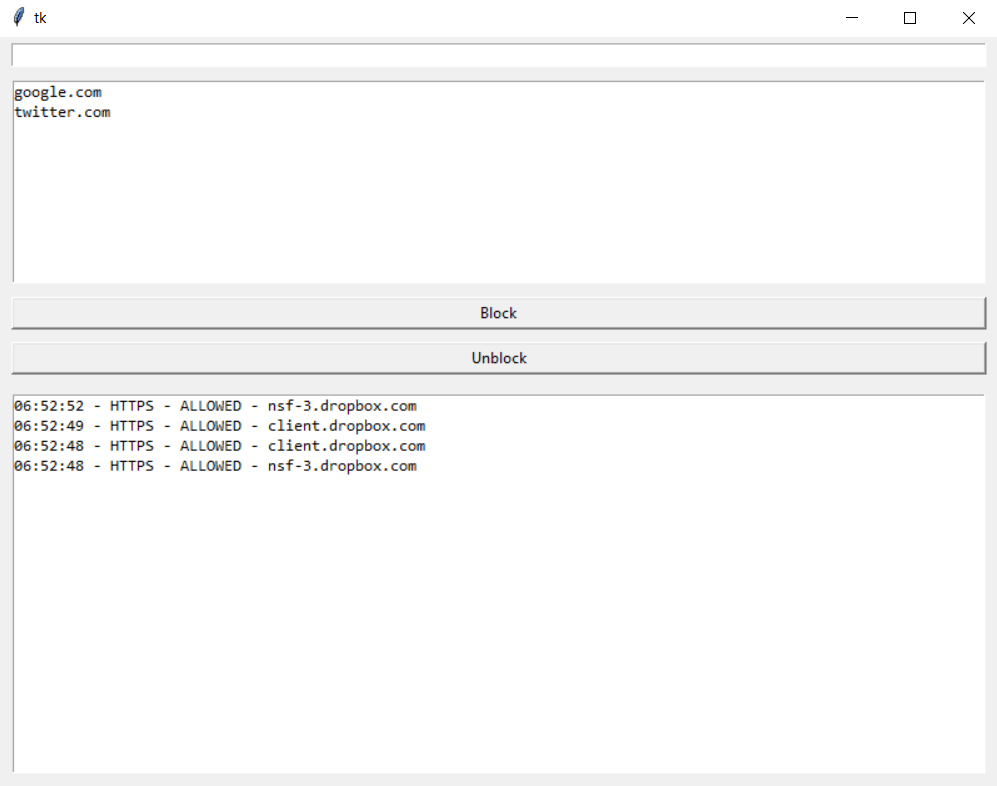 tk
google.com
twitter.com
Block
Unblock
06:52:52 - HTTPS - ALLOWED - nsf-3.dropbox.com
06:52:49 - HTTPS - ALLOWED - client.dropbox.com
06:52:48 - HTTPS - ALLOWED - client.dropbox.com
06:52:48 - HTTPS - ALLOWED - nsf-3.dropbox.com